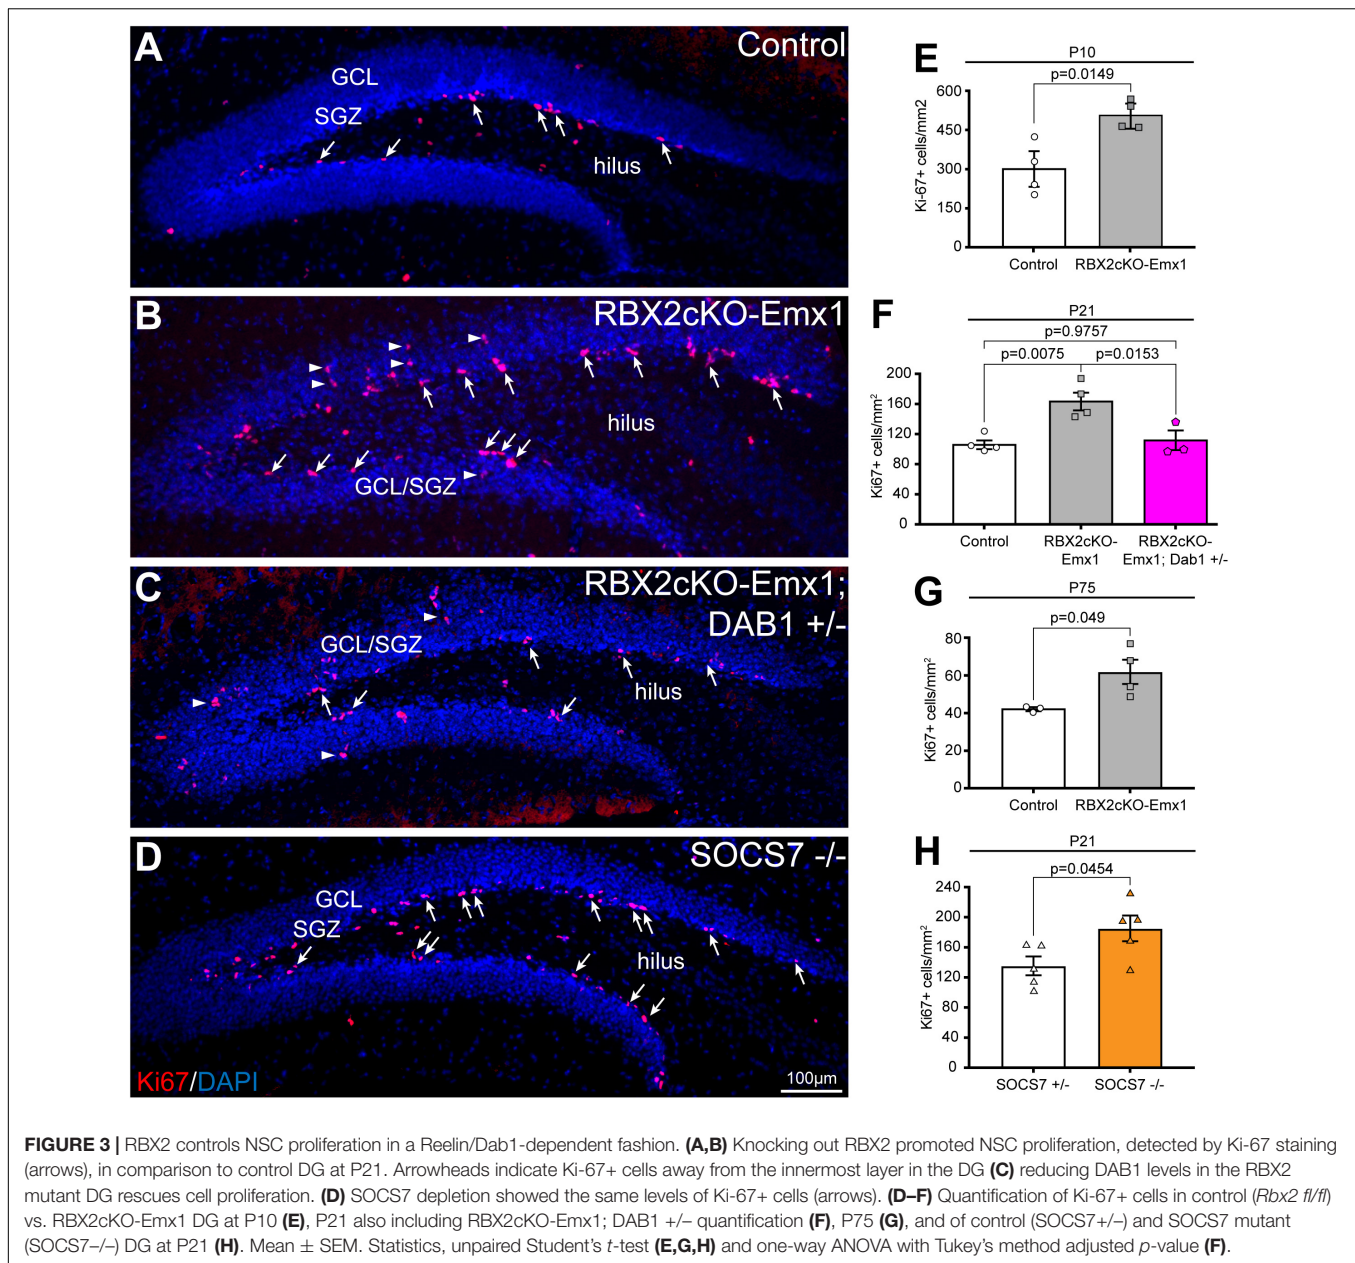 A
Control
GCL
SGZ
hilus
B
RBX2cKO-Emx1
hilus
GCL/SGZ
C
RBX2cKO-Emx1;
DAB1 +/-
GCL/SGZ
hilus
D
SOCS7 -/-
GCL
SGZ
hilus
Ki67/DAPI
100µm
E
P10
p=0.0149
Ki-67+ cells/mm2
600
450
300
150
0
Control
RBX2cKO-Emx1
F
P21
p=0.9757
p=0.0075
p=0.0153
Ki67+ cells/mm²
200
160
120
80
40
0
Control
RBX2cKO-
Emx1
RBX2cKO-
Emx1; Dab1 +/-
G
P75
p=0.049
Ki67+ cells/mm²
80
60
40
20
0
Control
RBX2cKO-Emx1
H
P21
p=0.0454
Ki67+ cells/mm²
240
200
160
120
80
40
0
SOCS7 +/-
SOCS7 -/-
FIGURE 3 | RBX2 controls NSC proliferation in a Reelin/Dab1-dependent fashion. (A,B) Knocking out RBX2 promoted NSC proliferation, detected by Ki-67 staining
(arrows), in comparison to control DG at P21. Arrowheads indicate Ki-67+ cells away from the innermost layer in the DG (C) reducing DAB1 levels in the RBX2
mutant DG rescues cell proliferation. (D) SOCS7 depletion showed the same levels of Ki-67+ cells (arrows). (D–F) Quantification of Ki-67+ cells in control (Rbx2 fl/fl)
vs. RBX2cKO-Emx1 DG at P10 (E), P21 also including RBX2cKO-Emx1; DAB1 +/− quantification (F), P75 (G), and of control (SOCS7+/–) and SOCS7 mutant
(SOCS7–/–) DG at P21 (H). Mean ± SEM. Statistics, unpaired Student's t-test (E,G,H) and one-way ANOVA with Tukey's method adjusted p-value (F).